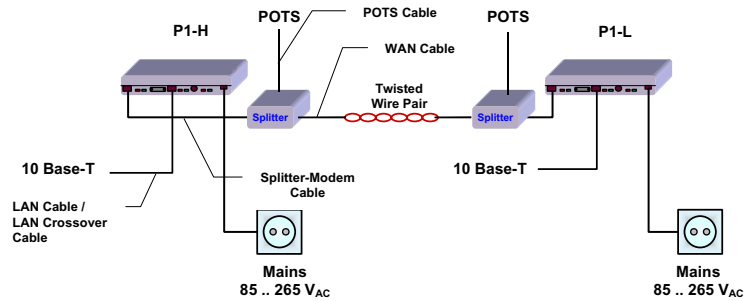 POTS
POTS Cable
POTS
P1-H
P1-L
WAN Cable
Twisted
Wire Pair
Splitter
Splitter
10 Base-T
10 Base-T
Splitter-Modem
Cable
LAN Cable /
LAN Crossover
Cable
Mains
85 .. 265 VAC
Mains
85 .. 265 VAC